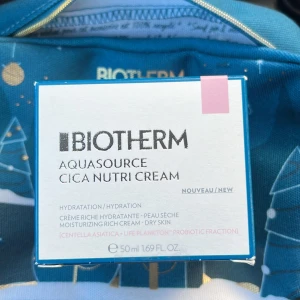 BIOTHERM
BIOTHERM
AQUASOURCE
CICA NUTRI CREAM
NOUVEAU/NEW
HYDRATATION/HYDRATION
CRÈME RICHE HYDRATANTE · PEAU SÈCHE
MOISTURIZING RICH CREAM · DRY SKIN
e 50 ml 1.69 FL.OZ.